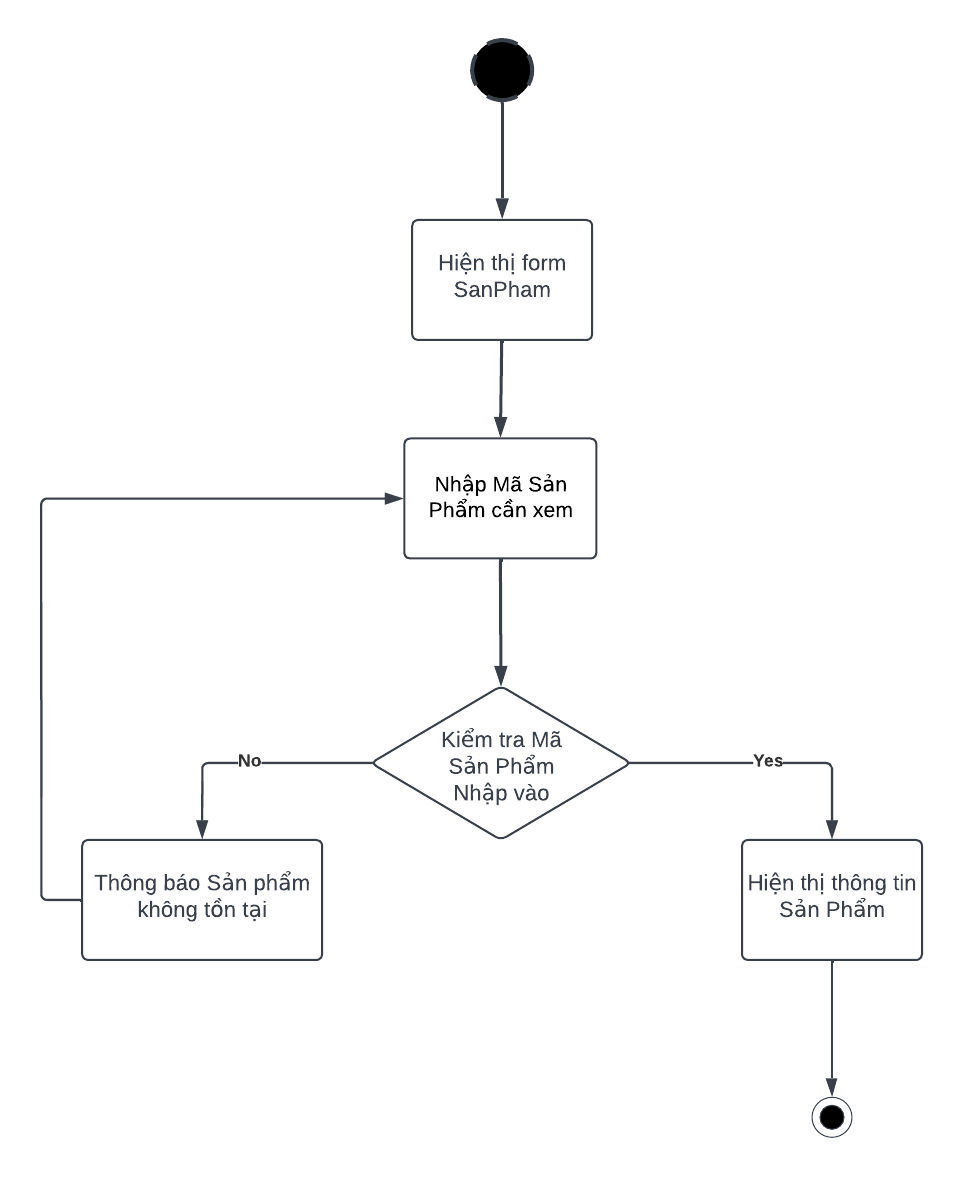 Hiện thị form
SanPham
Nhập Mã Sản
Phẩm cần xem
Kiểm tra Mã
Sản Phẩm
Nhập vào
No
Yes
Thông báo Sản phẩm
không tồn tại
Hiện thị thông tin
Sản Phẩm